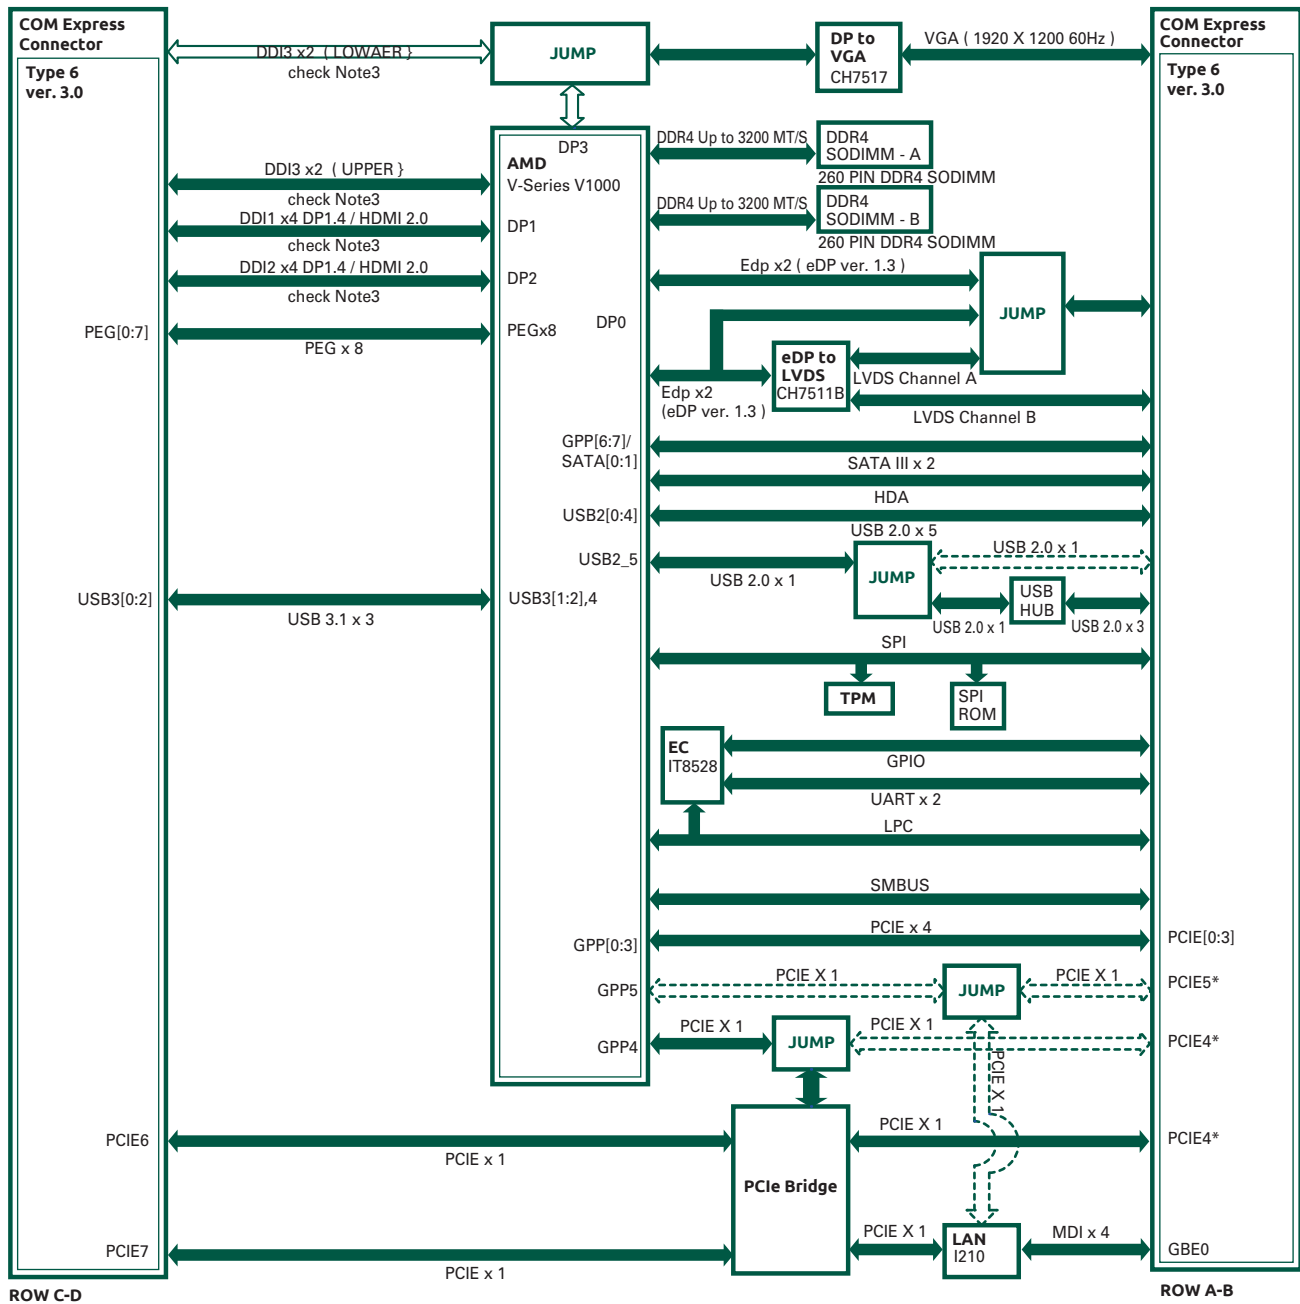 COM Express
Connector
Type 6
ver. 3.0
DDI3 x2 ( LOWAER }
check Note3
JUMP
DP to
VGA
CH7517
VGA ( 1920 X 1200 60Hz )
COM Express
Connector
Type 6
ver. 3.0
DP3
AMD
V-Series V1000
DDR4 Up to 3200 MT/S
DDR4
SODIMM - A
260 PIN DDR4 SODIMM
DDI3 x2 ( UPPER }
check Note3
DDR4 Up to 3200 MT/S
DDR4
SODIMM - B
260 PIN DDR4 SODIMM
DDI1 x4 DP1.4 / HDMI 2.0
check Note3
DP1
DDI2 x4 DP1.4 / HDMI 2.0
check Note3
DP2
Edp x2 ( eDP ver. 1.3 )
JUMP
PEG[0:7]
PEG x 8
PEGx8
DP0
Edp x2
(eDP ver. 1.3 )
eDP to
LVDS
CH7511B
LVDS Channel A
LVDS Channel B
GPP[6:7]/
SATA[0:1]
SATA III x 2
HDA
USB2[0:4]
USB 2.0 x 5
USB2_5
USB 2.0 x 1
JUMP
USB 2.0 x 1
USB
HUB
USB 2.0 x 1
USB 2.0 x 3
USB3[0:2]
USB 3.1 x 3
USB3[1:2],4
SPI
TPM
SPI
ROM
EC
IT8528
GPIO
UART x 2
LPC
SMBUS
GPP[0:3]
PCIE x 4
PCIE[0:3]
GPP5
PCIE X 1
JUMP
PCIE X 1
PCIE5*
GPP4
PCIE X 1
JUMP
PCIE X 1
PCIE4*
PCIE X 1
PCIE6
PCIE x 1
PCIe Bridge
PCIE X 1
PCIE4*
PCIE7
PCIE x 1
PCIE X 1
LAN
I210
MDI x 4
GBE0
ROW C-D
ROW A-B